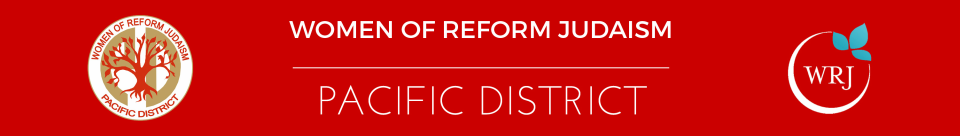 WOMEN OF REFORM JUDAISM
PACIFIC DISTRICT
WOMEN OF REFORM JUDAISM
PACIFIC DISTRICT
WRJ